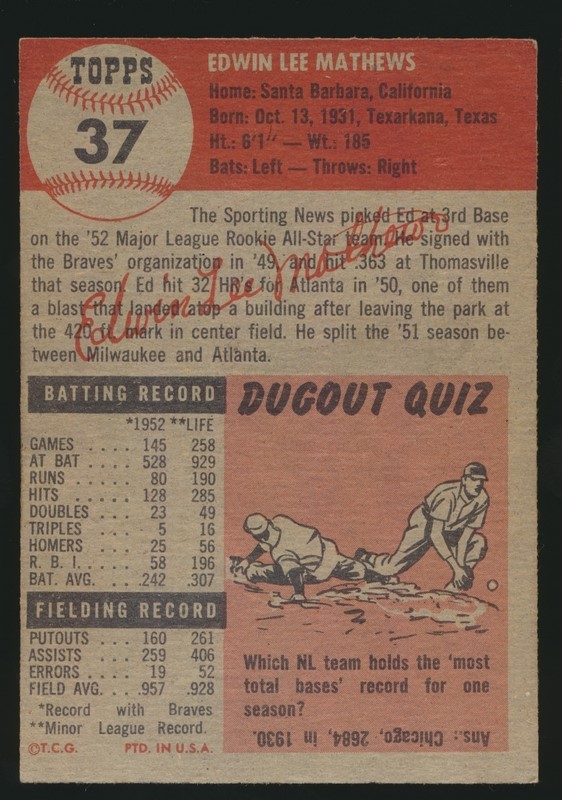 TOPPS
37
EDWIN LEE MATHEWS
Home: Santa Barbara, California
Born: Oct. 13, 1931, Texarkana, Texas
Ht.: 6'1" — Wt.: 185
Bats: Left — Throws: Right
The Sporting News picked Ed at 3rd Base
on the '52 Major League Rookie All-Star team. He signed with
the Braves' organization in '49, and hit .363 at Thomasville
that season. Ed hit 32 HR's for Atlanta in '50, one of them
a blast that landed atop a building after leaving the park at
the 420 ft. mark in center field. He split the '51 season be-
tween Milwaukee and Atlanta.
Edwin Lee Mathews
BATTING RECORD
*1952 **LIFE
GAMES .... 145 258
AT BAT .... 528 929
RUNS .... 80 190
HITS .... 128 285
DOUBLES ... 23 49
TRIPLES ... 5 16
HOMERS ... 25 56
R. B. I. .... 58 196
BAT. AVG. ... .242 .307
FIELDING RECORD
PUTOUTS ... 160 261
ASSISTS ... 259 406
ERRORS ... 19 52
FIELD AVG. ... .957 .928
*Record with Braves
**Minor League Record.
©T.C.G. PTD. IN U.S.A.
DUGOUT QUIZ
Which NL team holds the 'most
total bases' record for one
season?
Ans.: Chicago, 2684, in 1930.